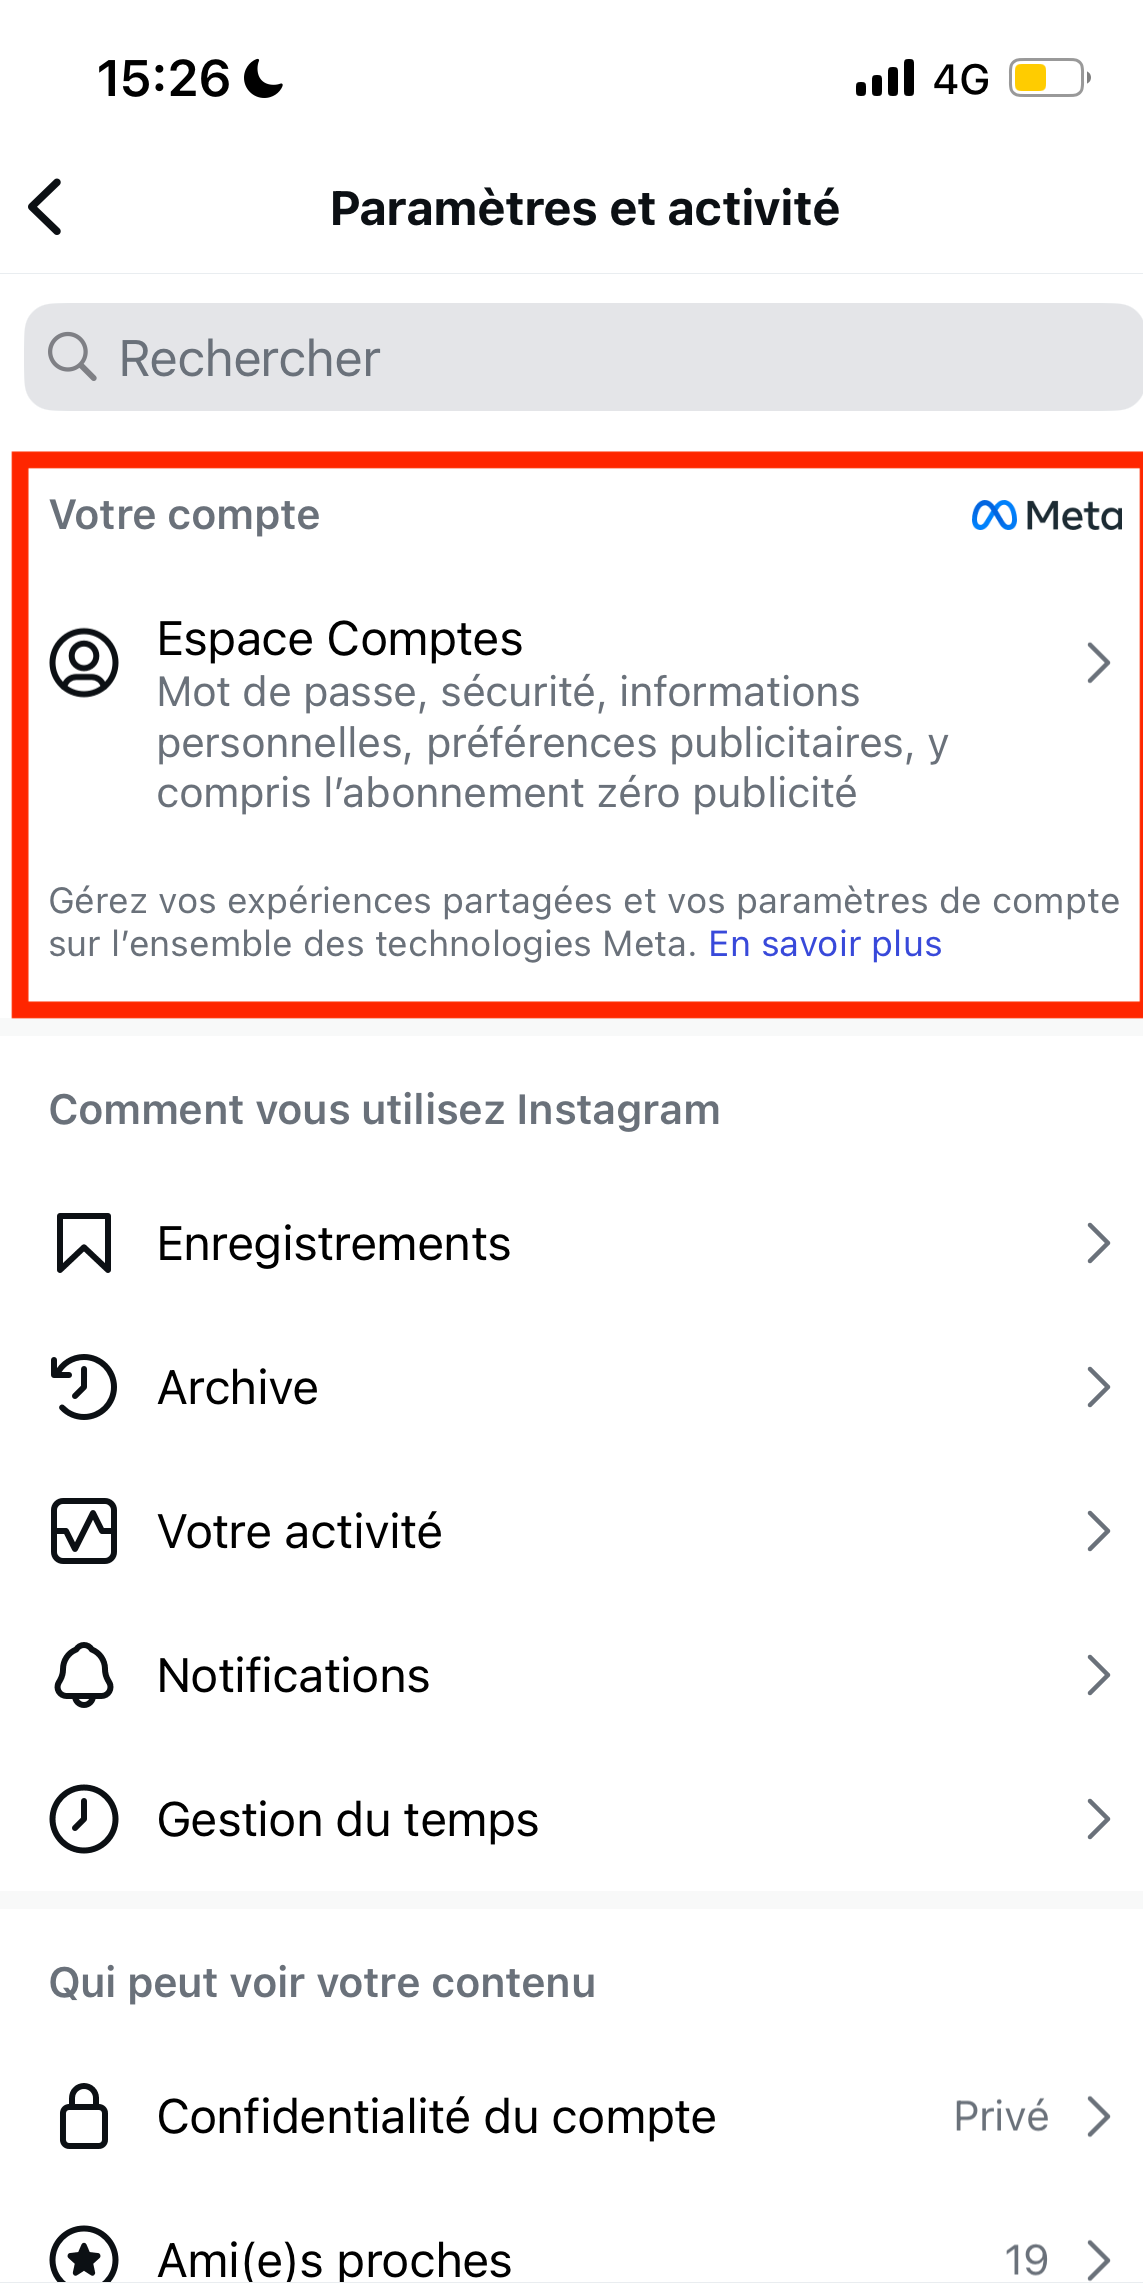 15:26
4G
Paramètres et activité
Rechercher
Votre compte
Meta
Espace Comptes
Mot de passe, sécurité, informations
personnelles, préférences publicitaires, y
compris l’abonnement zéro publicité
Gérez vos expériences partagées et vos paramètres de compte
sur l’ensemble des technologies Meta. En savoir plus
Comment vous utilisez Instagram
Enregistrements
Archive
Votre activité
Notifications
Gestion du temps
Qui peut voir votre contenu
Confidentialité du compte
Privé
Ami(e)s proches
19